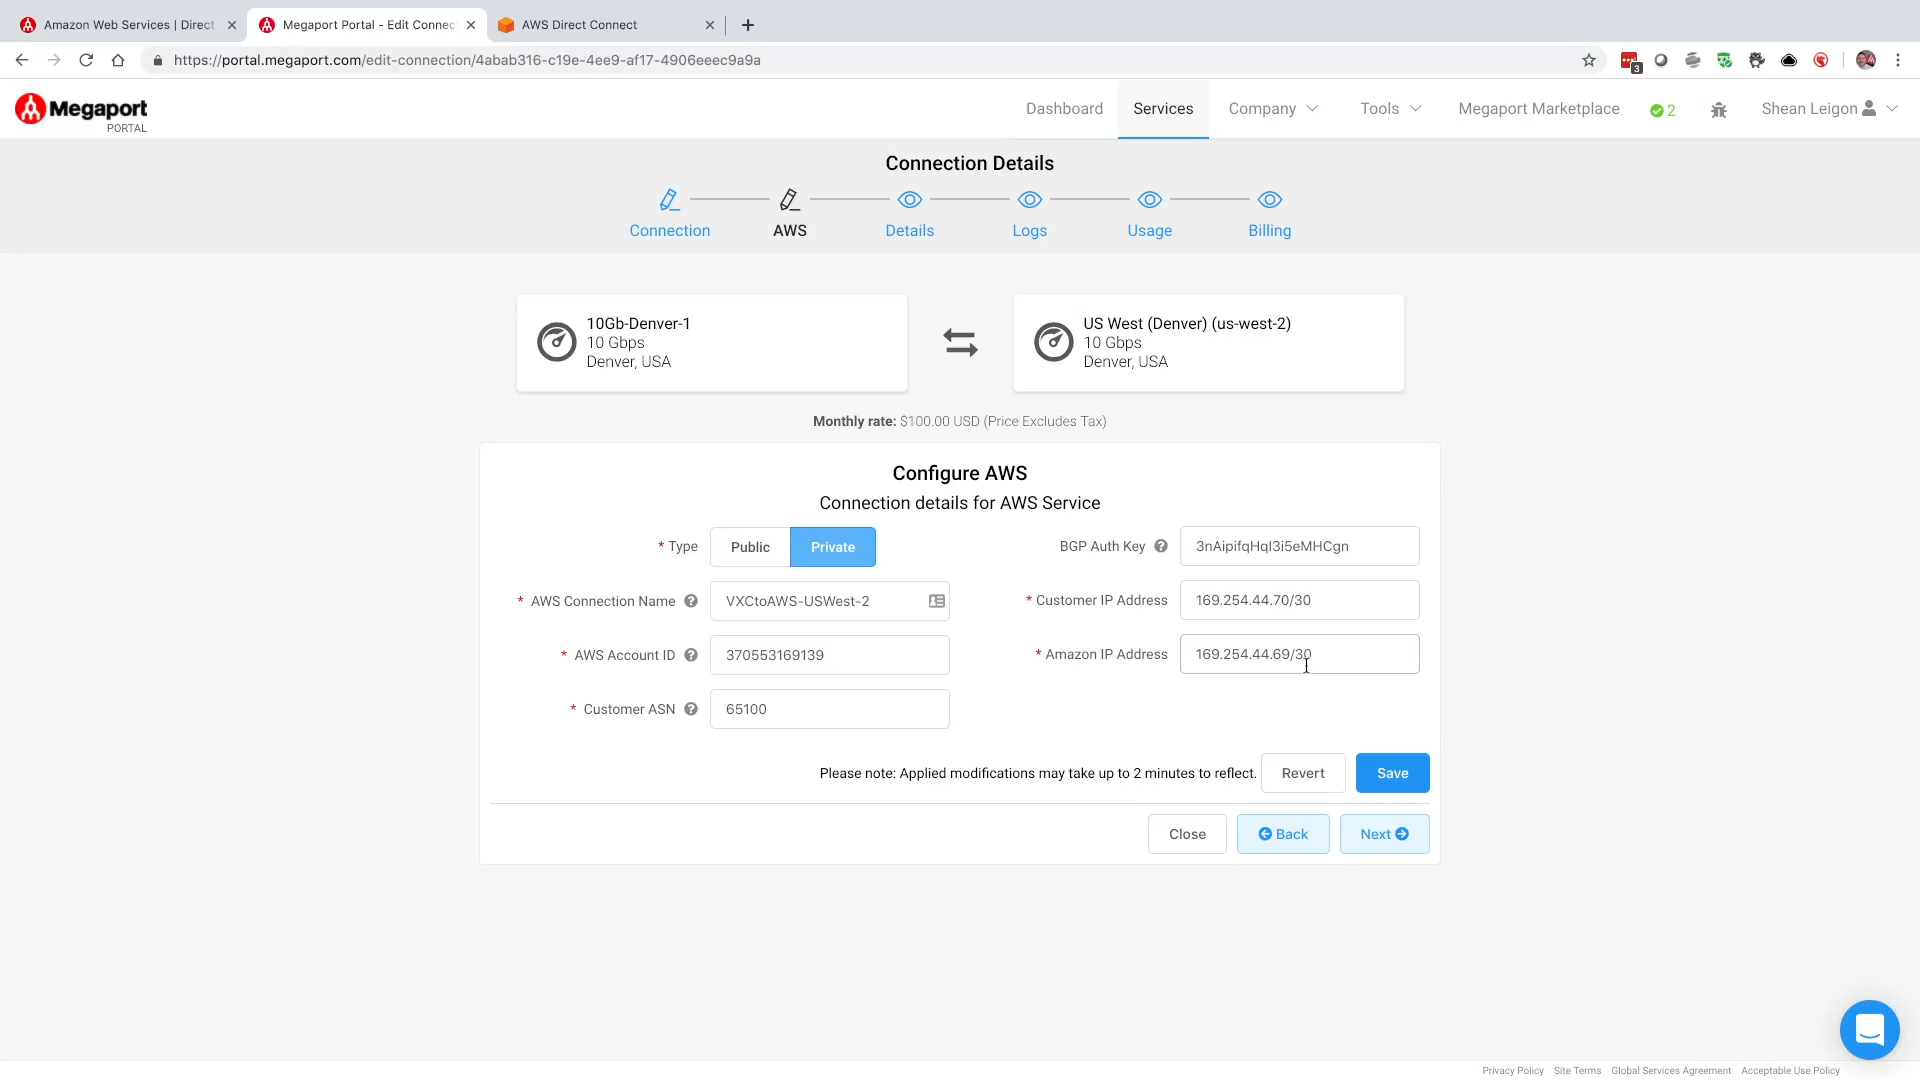 Amazon Web Services | Direct
Megaport Portal - Edit Connec
AWS Direct Connect
https://portal.megaport.com/edit-connection/4abab316-c19e-4ee9-af17-4906eeec9a9a
3
Megaport
PORTAL
Dashboard
Services
Company
Tools
Megaport Marketplace
2
Shean Leigon
Connection Details
Connection
AWS
Details
Logs
Usage
Billing
10Gb-Denver-1
10 Gbps
Denver, USA
US West (Denver) (us-west-2)
10 Gbps
Denver, USA
Monthly rate: $100.00 USD (Price Excludes Tax)
Configure AWS
Connection details for AWS Service
* Type
Public
Private
BGP Auth Key
3nAipifqHqI3i5eMHCgn
* AWS Connection Name
VXCtoAWS-USWest-2
* Customer IP Address
169.254.44.70/30
* AWS Account ID
370553169139
* Amazon IP Address
169.254.44.69/30
* Customer ASN
65100
Please note: Applied modifications may take up to 2 minutes to reflect.
Revert
Save
Close
Back
Next
Privacy Policy
Site Terms
Global Services Agreement
Acceptable Use Policy